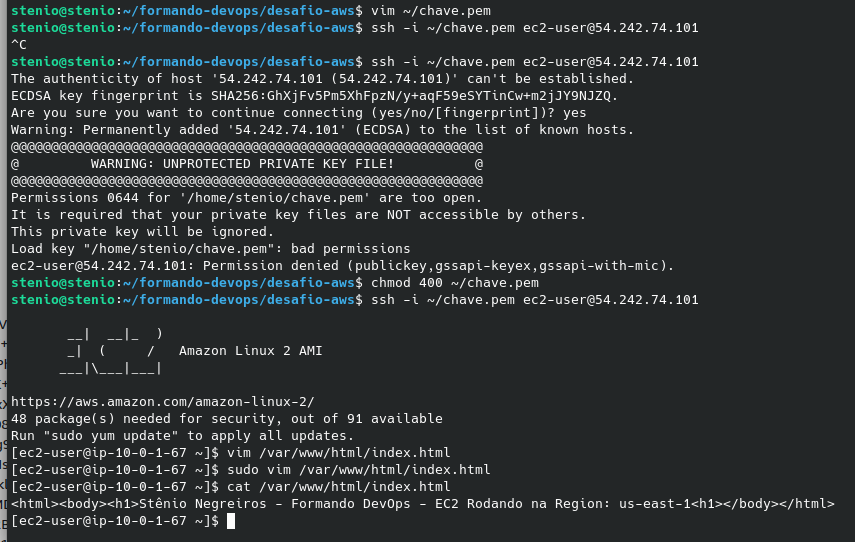 stenio@stenio:~/formando-devops/desafio-aws$ vim ~/chave.pem
stenio@stenio:~/formando-devops/desafio-aws$ ssh -i ~/chave.pem ec2-user@54.242.74.101
^C
stenio@stenio:~/formando-devops/desafio-aws$ ssh -i ~/chave.pem ec2-user@54.242.74.101
The authenticity of host '54.242.74.101 (54.242.74.101)' can't be established.
ECDSA key fingerprint is SHA256:GhXjFv5Pm5XhFpzN/y+aqF59eSYTinCw+m2jJY9NJZQ.
Are you sure you want to continue connecting (yes/no/[fingerprint])? yes
Warning: Permanently added '54.242.74.101' (ECDSA) to the list of known hosts.
@@@@@@@@@@@@@@@@@@@@@@@@@@@@@@@@@@@@@@@@@@@@@@@@@@@@@@@@@@@
@         WARNING: UNPROTECTED PRIVATE KEY FILE!          @
@@@@@@@@@@@@@@@@@@@@@@@@@@@@@@@@@@@@@@@@@@@@@@@@@@@@@@@@@@@
Permissions 0644 for '/home/stenio/chave.pem' are too open.
It is required that your private key files are NOT accessible by others.
This private key will be ignored.
Load key "/home/stenio/chave.pem": bad permissions
ec2-user@54.242.74.101: Permission denied (publickey,gssapi-keyex,gssapi-with-mic).
stenio@stenio:~/formando-devops/desafio-aws$ chmod 400 ~/chave.pem
stenio@stenio:~/formando-devops/desafio-aws$ ssh -i ~/chave.pem ec2-user@54.242.74.101
       __|  __|_  )
       _|  (     /   Amazon Linux 2 AMI
      ___|\___|___|
https://aws.amazon.com/amazon-linux-2/
48 package(s) needed for security, out of 91 available
Run "sudo yum update" to apply all updates.
[ec2-user@ip-10-0-1-67 ~]$ vim /var/www/html/index.html
[ec2-user@ip-10-0-1-67 ~]$ sudo vim /var/www/html/index.html
[ec2-user@ip-10-0-1-67 ~]$ cat /var/www/html/index.html
<html><body><h1>Stênio Negreiros - Formando DevOps - EC2 Rodando na Region: us-east-1<h1></body></html>
[ec2-user@ip-10-0-1-67 ~]$